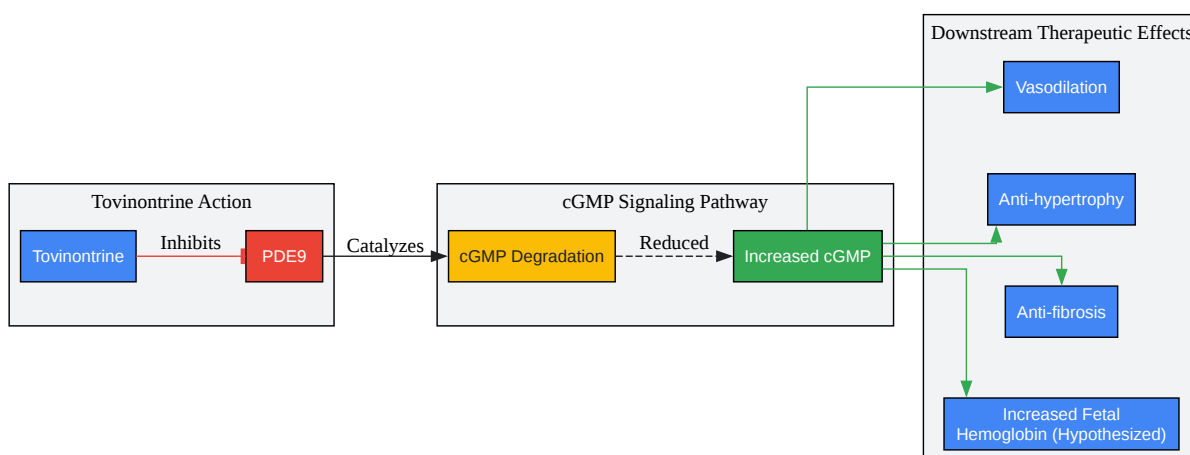 Downstream Therapeutic Effects
Vasodilation
Tovinontrine Action
cGMP Signaling Pathway
Anti-hypertrophy
Tovinontrine
Inhibits
PDE9
Catalyzes
cGMP Degradation
Reduced
Increased cGMP
Anti-fibrosis
Increased Fetal
Hemoglobin (Hypothesized)